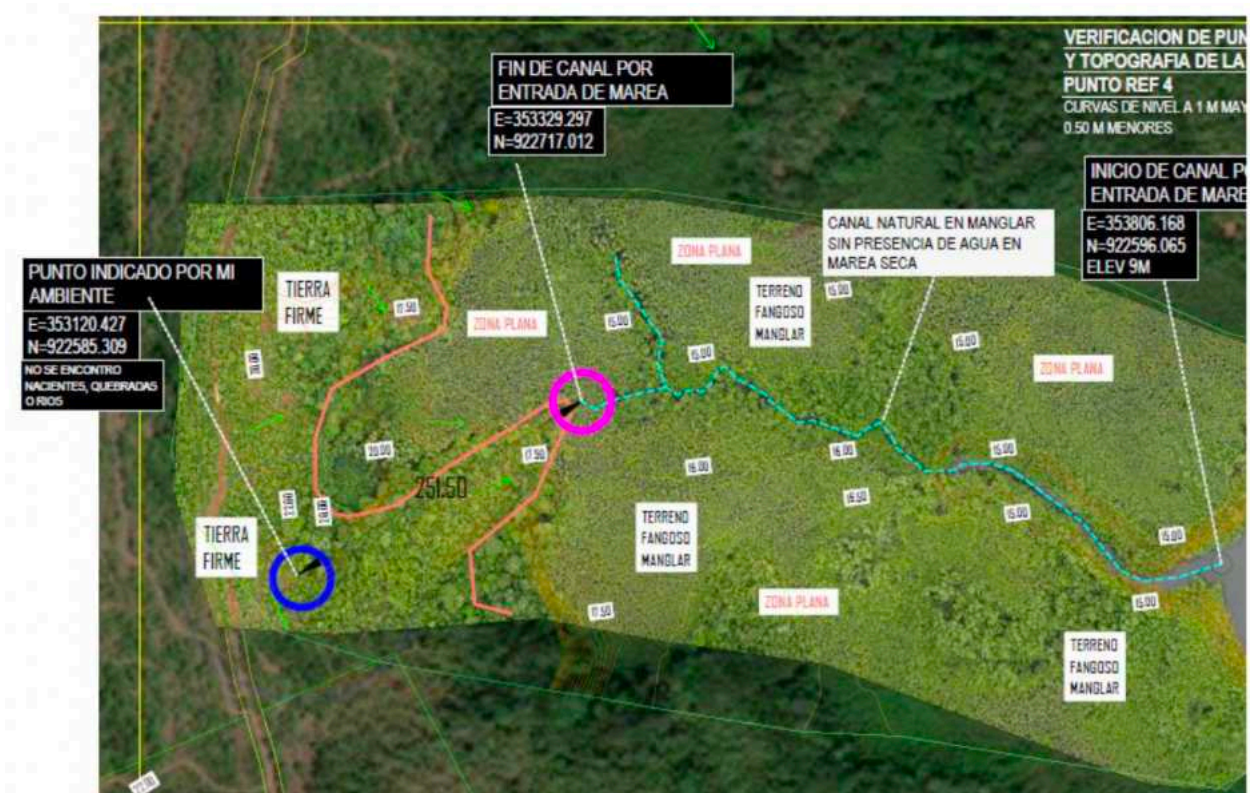 VERIFICACION DE PUN
Y TOPOGRAFIA DE LA
PUNTO REF 4
CURVAS DE NIVEL A 1 M MAY
0.50 M MENORES
FIN DE CANAL POR
ENTRADA DE MAREA
E=353329.297
N=922717.012
INICIO DE CANAL PO
ENTRADA DE MARE
E=353806.168
N=922596.065
ELEV 9M
CANAL NATURAL EN MANGLAR
SIN PRESENCIA DE AGUA EN
MAREA SECA
PUNTO INDICADO POR MI
AMBIENTE
E=353120.427
N=922585.309
NO SE ENCONTRO
NACIENTES, QUEBRADAS
O RIOS
TIERRA
FIRME
17.50
ZONA PLANA
ZONA PLANA
TERRENO
FANGOSO
MANGLAR
15.00
15.00
15.00
15.00
ZONA PLANA
20.00
17.50
251.50
16.00
16.00
15.00
16.50
15.00
TIERRA
FIRME
TERRENO
FANGOSO
MANGLAR
15.00
17.50
ZONA PLANA
15.00
TERRENO
FANGOSO
MANGLAR
22.00